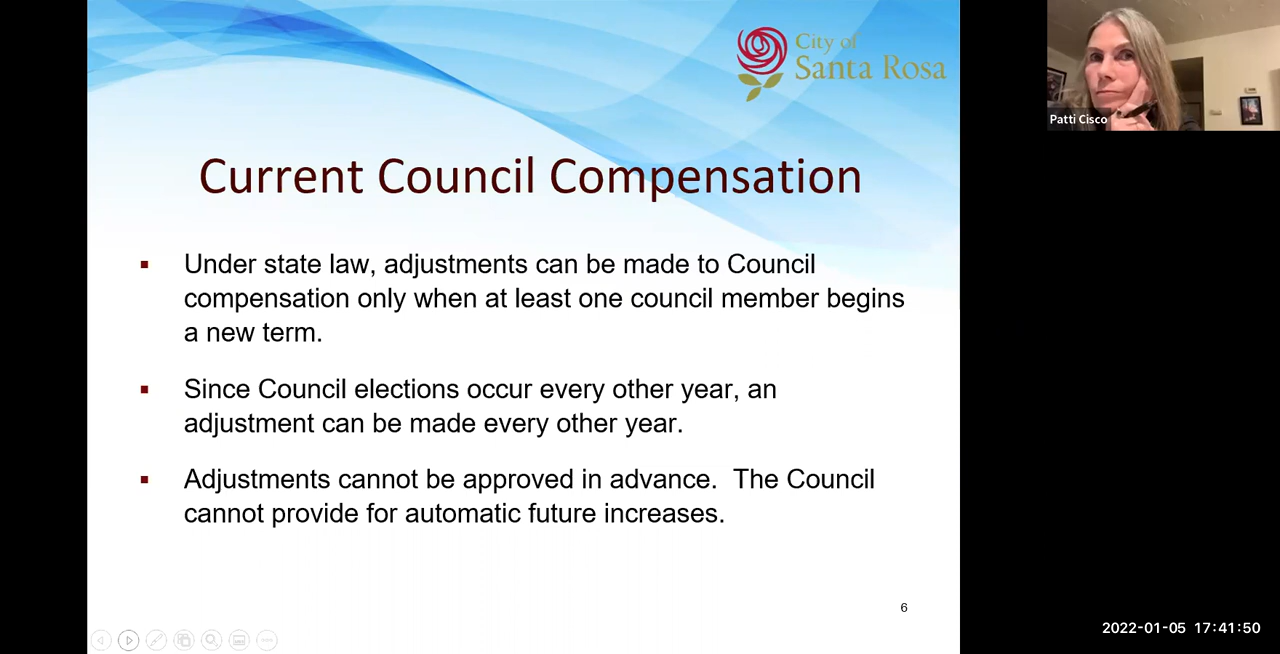 City of
Santa Rosa
Patti Cisco
Current Council Compensation
Under state law, adjustments can be made to Council
compensation only when at least one council member begins
a new term.
Since Council elections occur every other year, an
adjustment can be made every other year.
Adjustments cannot be approved in advance.  The Council
cannot provide for automatic future increases.
6
2022-01-05 17:41:50